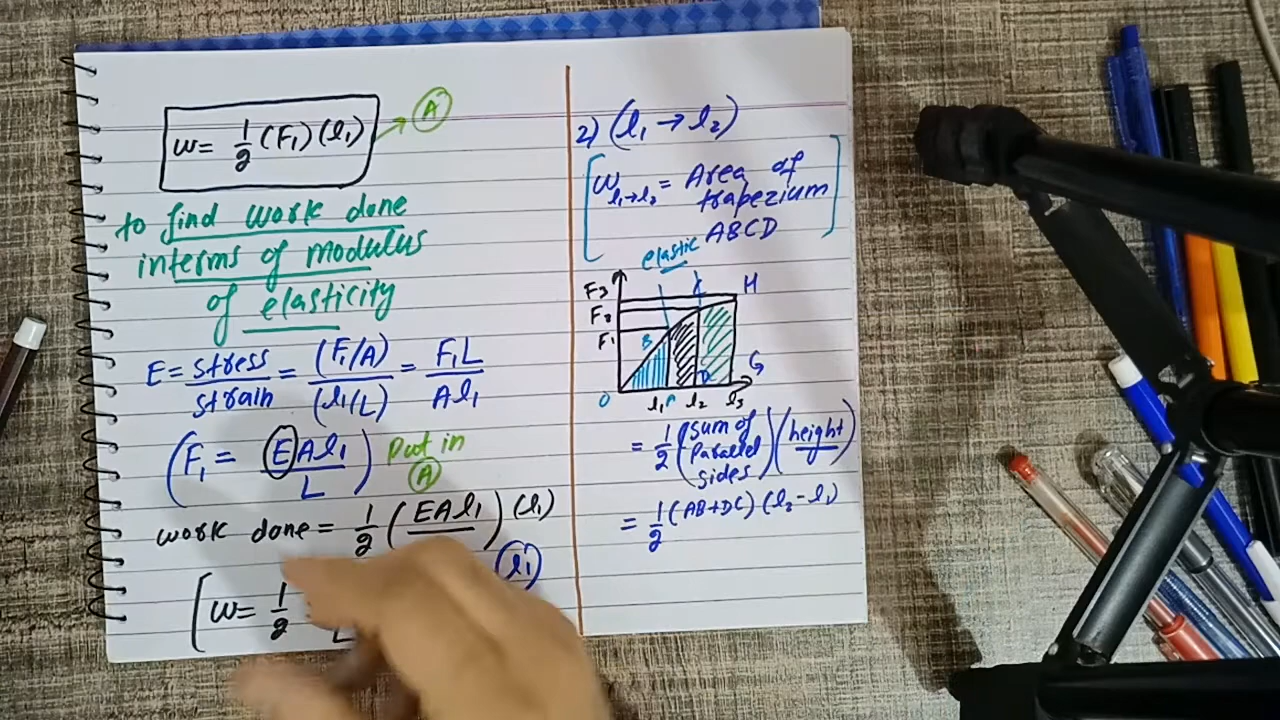 W = 1/2 (F₁)(l₁) → A
to find work done
interms of modulus
of elasticity
E = stress/strain = (F₁/A)/(l₁/L) = F₁L/Al₁
(F₁ = EAl₁/L) Put in A
work done = 1/2 (EAl₁/) (l₁)
[W = 1/2 L l₁
2) (l₁ → l₂)
[W l₁→l₂ = Area of
trapezium
ABCD]
elastic
F3
F2
F1
H
B
G
D
O
l₁ A l₂ l₃
= 1/2 (sum of Parallel sides) (height)
= 1/2 (AB+DC) (l₂-l₁)